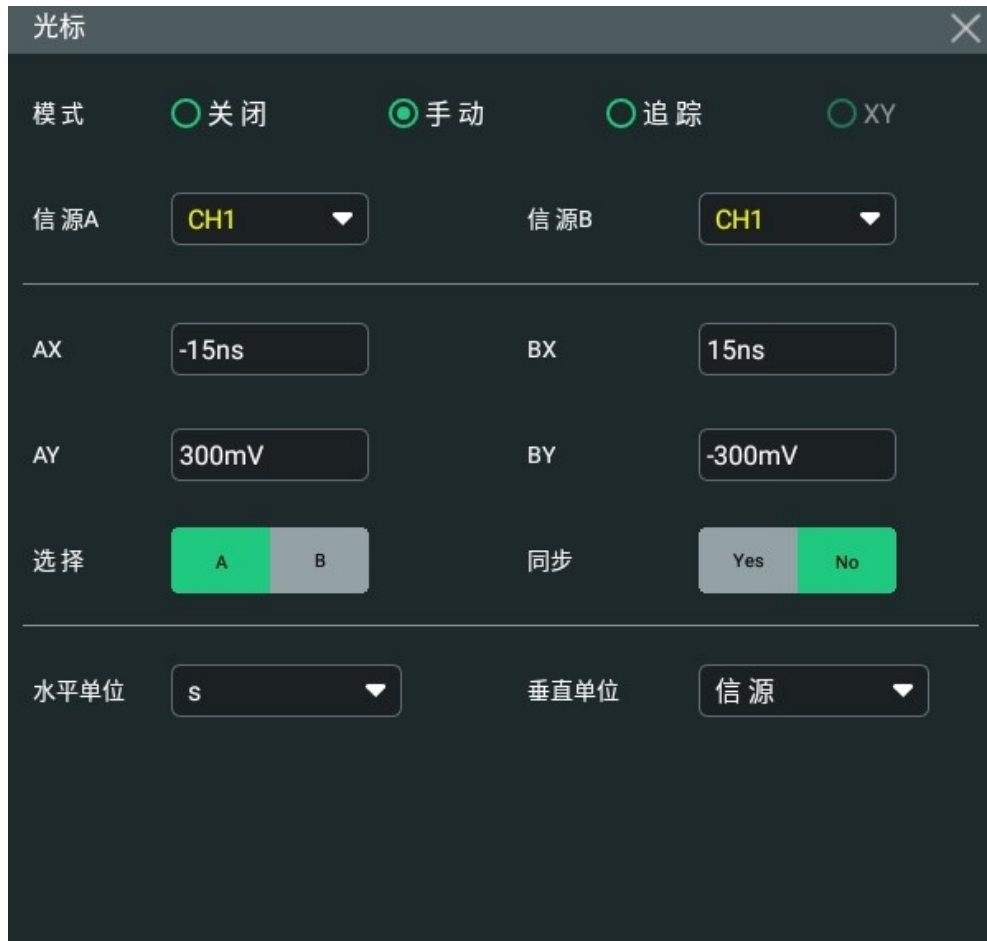 光标
模式 关闭 手动 追踪 XY
信源A CH1 信源B CH1
AX -15ns BX 15ns
AY 300mV BY -300mV
选择 A B 同步 Yes No
水平单位 s 垂直单位 信源